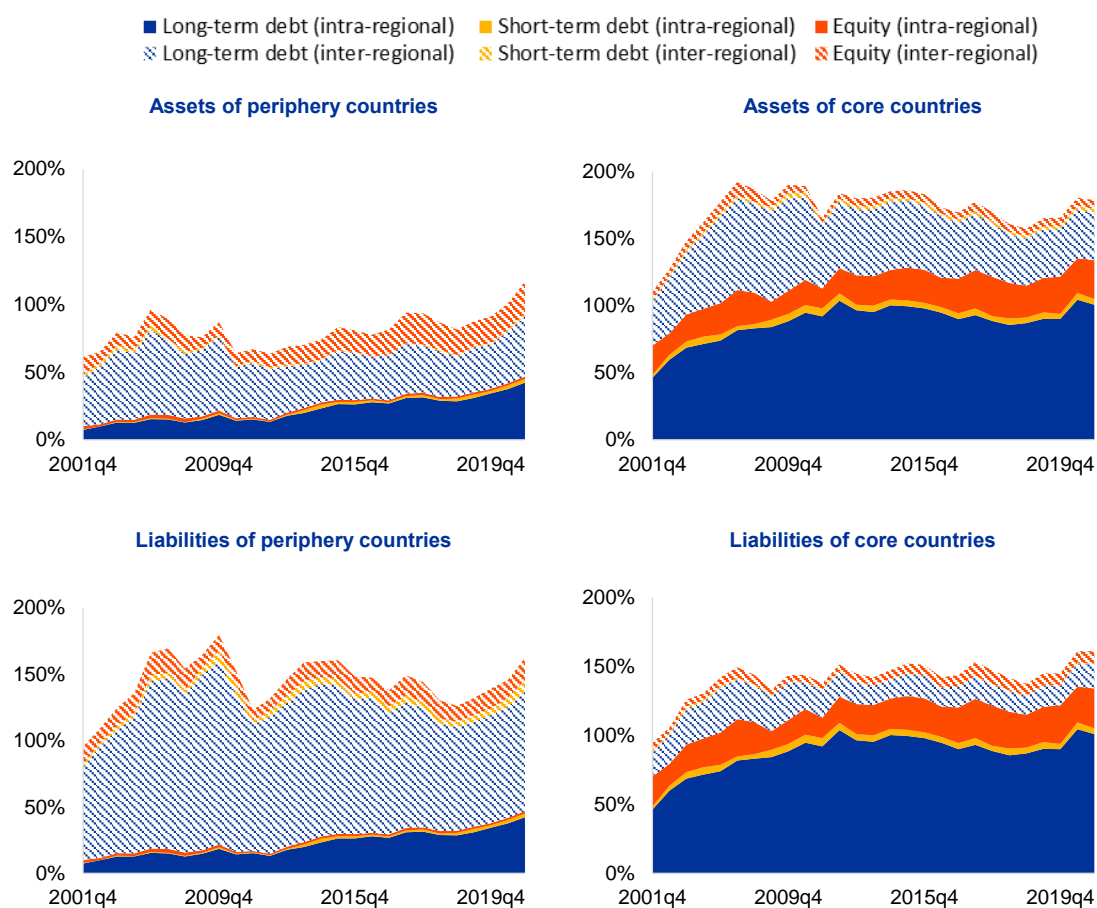 Long-term debt (intra-regional) Short-term debt (intra-regional) Equity (intra-regional)
Long-term debt (inter-regional) Short-term debt (inter-regional) Equity (inter-regional)
Assets of periphery countries
200%
150%
100%
50%
0%
2001q4 2009q4 2015q4 2019q4
Assets of core countries
200%
150%
100%
50%
0%
2001q4 2009q4 2015q4 2019q4
Liabilities of periphery countries
200%
150%
100%
50%
0%
2001q4 2009q4 2015q4 2019q4
Liabilities of core countries
200%
150%
100%
50%
0%
2001q4 2009q4 2015q4 2019q4